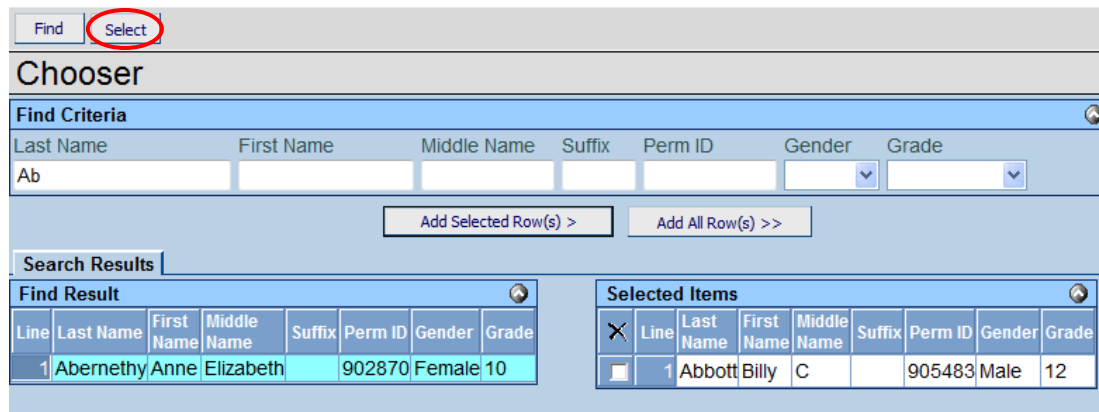 Find Select
Chooser
Find Criteria
Last Name First Name Middle Name Suffix Perm ID Gender Grade
Ab
Add Selected Row(s) > Add All Row(s) >>
Search Results
Find Result
Line Last Name First Name Middle Name Suffix Perm ID Gender Grade
1 Abernethy Anne Elizabeth 902870 Female 10
Selected Items
X Line Last Name First Name Middle Name Suffix Perm ID Gender Grade
1 Abbott Billy C 905483 Male 12